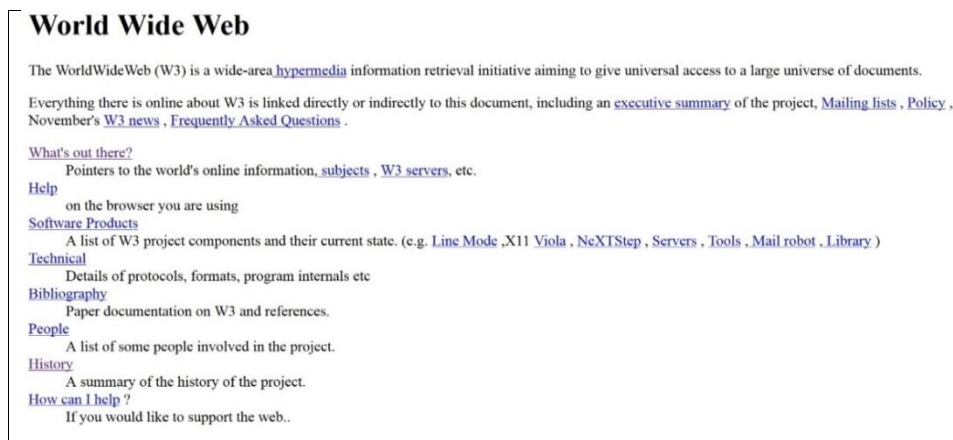 World Wide Web
The WorldWideWeb (W3) is a wide-area hypermedia information retrieval initiative aiming to give universal access to a large universe of documents.
Everything there is online about W3 is linked directly or indirectly to this document, including an executive summary of the project, Mailing lists , Policy ,
November's W3 news , Frequently Asked Questions .
What's out there?
Pointers to the world's online information, subjects , W3 servers, etc.
Help
on the browser you are using
Software Products
A list of W3 project components and their current state. (e.g. Line Mode ,X11 Viola , NeXTStep , Servers , Tools , Mail robot , Library )
Technical
Details of protocols, formats, program internals etc
Bibliography
Paper documentation on W3 and references.
People
A list of some people involved in the project.
History
A summary of the history of the project.
How can I help ?
If you would like to support the web..